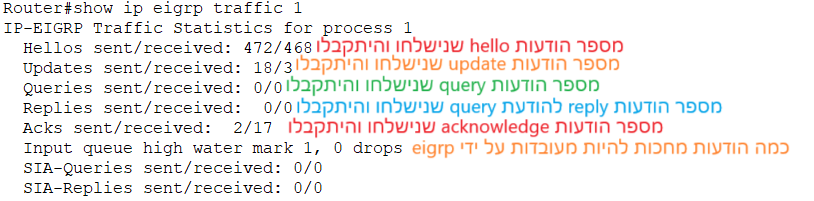 Router#show ip eigrp traffic 1
IP-EIGRP Traffic Statistics for process 1
Hellos sent/received: 472/468 מספר הודעות hello שנישלחו והיתקבלו
Updates sent/received: 18/3 מספר הודעות update שנישלחו והיתקבלו
Queries sent/received: 0/0 מספר הודעות query שנישלחו והיתקבלו
Replies sent/received: 0/0 מספר הודעות reply להודעת query שנישלחו והיתקבלו
Acks sent/received: 2/17 מספר הודעות acknowledge שנישלחו והיתקבלו
Input queue high water mark 1, 0 drops כמה הודעות מחכות להיות מעובדות על ידי eigrp
SIA-Queries sent/received: 0/0
SIA-Replies sent/received: 0/0